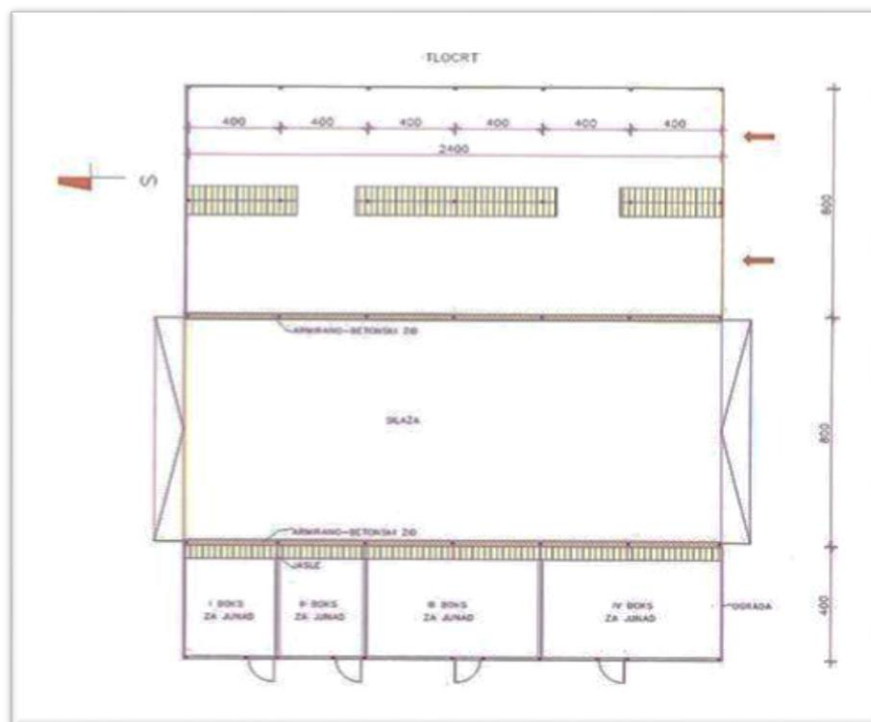 TLOCRT
400 400 400 400 400 400
2400
S
800
ARMIRANO-BETONSKI ZID
SILAŽA
800
ARMIRANO-BETONSKI ZID
JASLE
I BOKS
ZA JUNAD
II BOKS
ZA JUNAD
III BOKS
ZA JUNAD
IV BOKS
ZA JUNAD
OGRADA
400